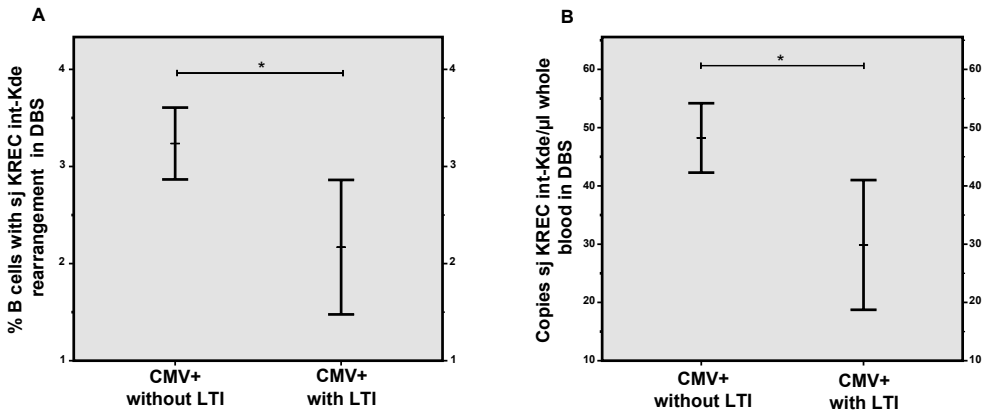 A
% B cells with sj KREC int-Kde
rearrangement in DBS
4
3
2
1
*
4
3
2
1
CMV+
without LTI
CMV+
with LTI
B
Copies sj KREC int-Kde/µl whole
blood in DBS
60
50
40
30
20
10
*
60
50
40
30
20
10
CMV+
without LTI
CMV+
with LTI